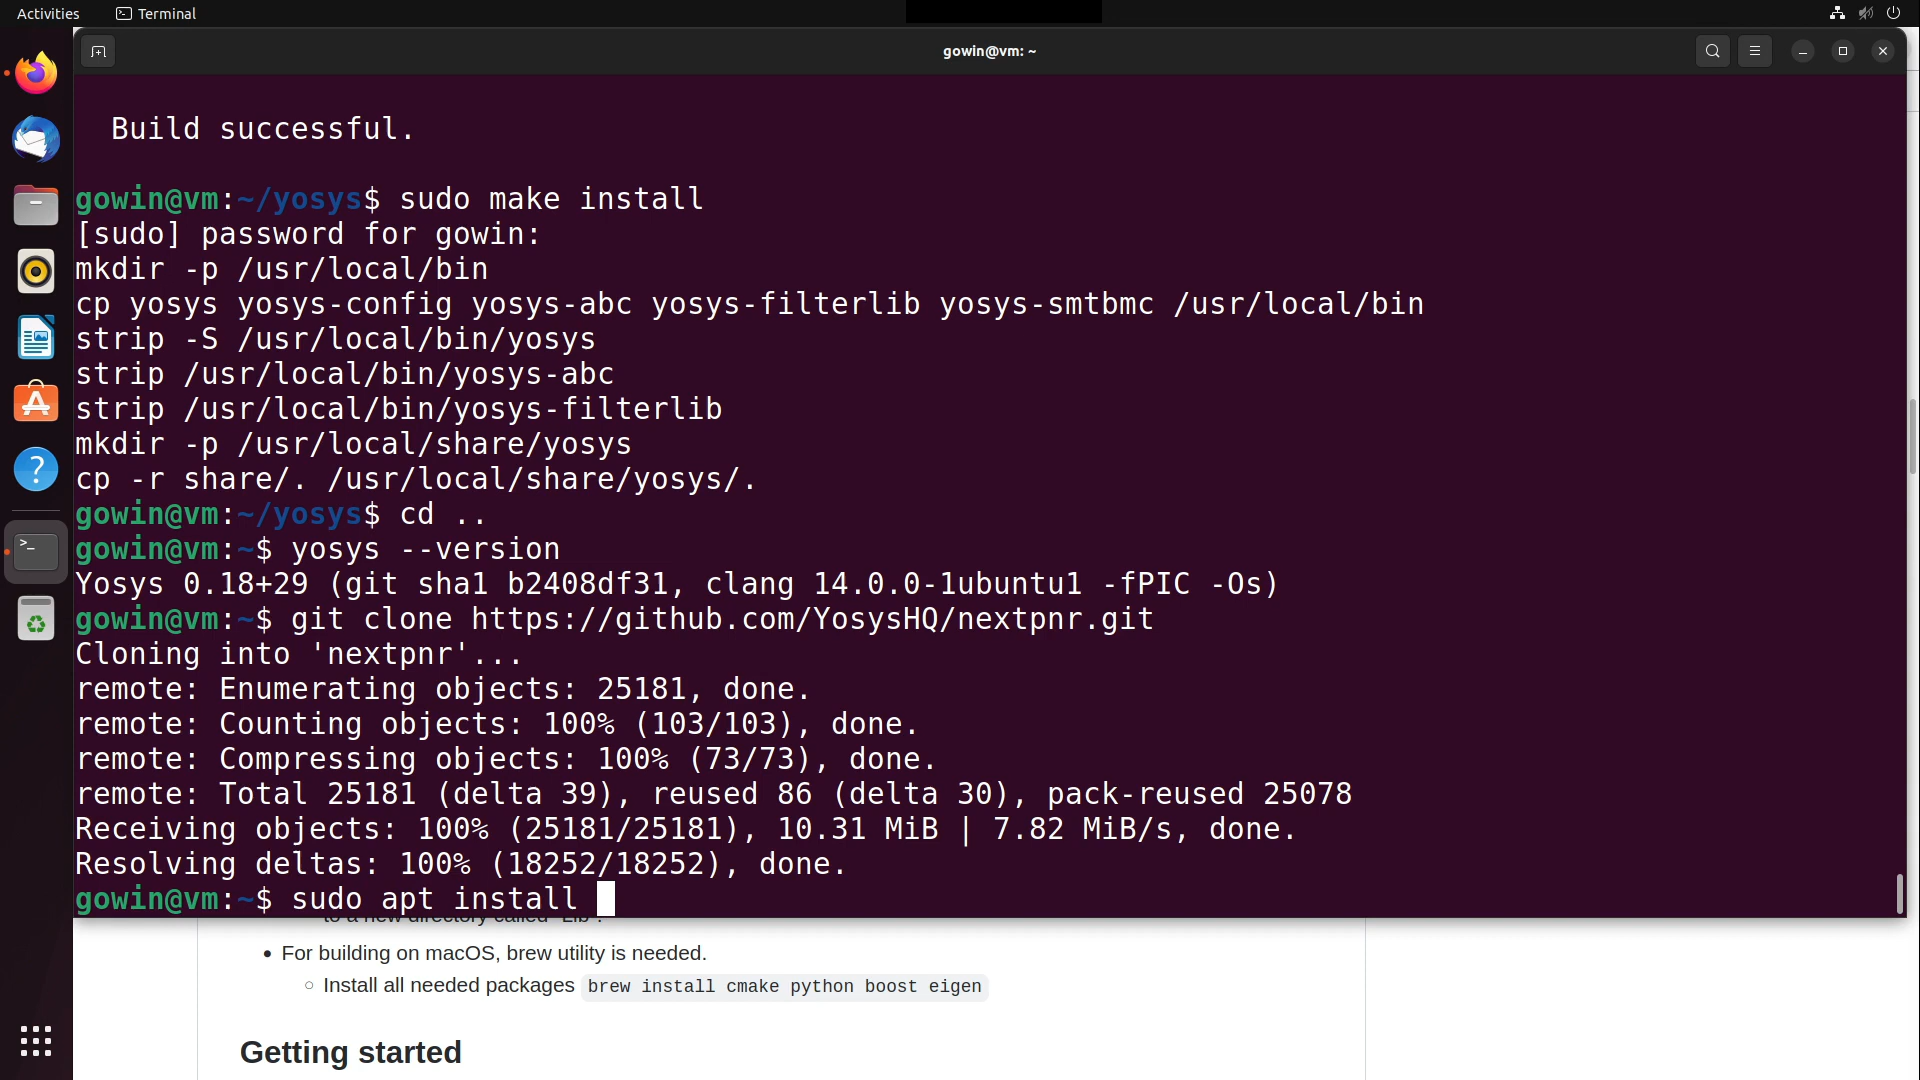 Activities
Terminal
gowin@vm: ~
Build successful.
gowin@vm:~/yosys$ sudo make install
[sudo] password for gowin:
mkdir -p /usr/local/bin
cp yosys yosys-config yosys-abc yosys-filterlib yosys-smtbmc /usr/local/bin
strip -S /usr/local/bin/yosys
strip /usr/local/bin/yosys-abc
strip /usr/local/bin/yosys-filterlib
mkdir -p /usr/local/share/yosys
cp -r share/. /usr/local/share/yosys/.
gowin@vm:~/yosys$ cd ..
gowin@vm:~$ yosys --version
Yosys 0.18+29 (git sha1 b2408df31, clang 14.0.0-1ubuntu1 -fPIC -Os)
gowin@vm:~$ git clone https://github.com/YosysHQ/nextpnr.git
Cloning into 'nextpnr'...
remote: Enumerating objects: 25181, done.
remote: Counting objects: 100% (103/103), done.
remote: Compressing objects: 100% (73/73), done.
remote: Total 25181 (delta 39), reused 86 (delta 30), pack-reused 25078
Receiving objects: 100% (25181/25181), 10.31 MiB | 7.82 MiB/s, done.
Resolving deltas: 100% (18252/18252), done.
gowin@vm:~$ sudo apt install
to a new directory called "Lib".
• For building on macOS, brew utility is needed.
○ Install all needed packages brew install cmake python boost eigen
Getting started